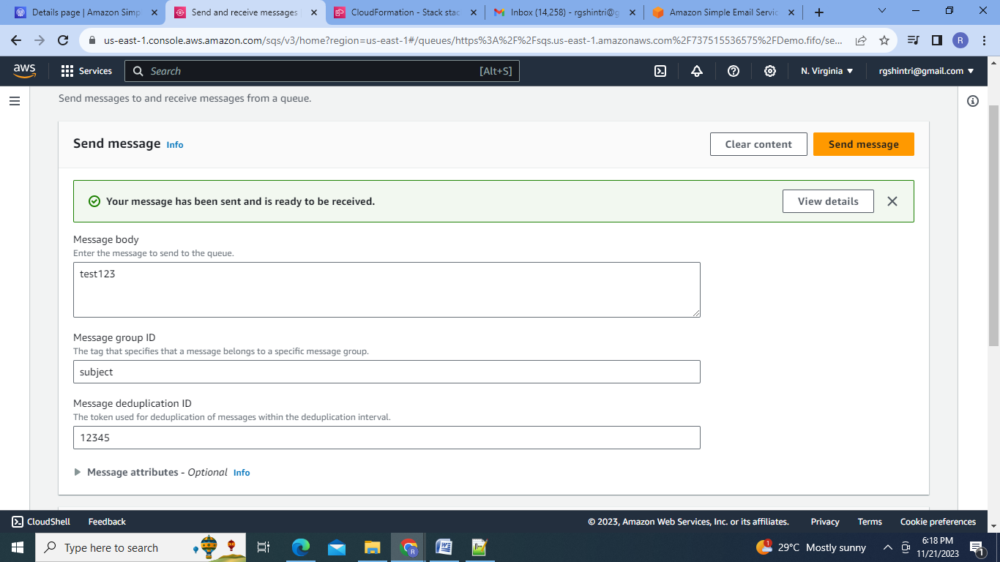 Details page | Amazon Simp
Send and receive messages
CloudFormation - Stack stac
Inbox (14,258) - rgshintri@g
Amazon Simple Email Servic
us-east-1.console.aws.amazon.com/sqs/v3/home?region=us-east-1#/queues/https%3A%2F%2Fsqs.us-east-1.amazonaws.com%2F737515536575%2FDemo.fifo/se...
R
aws
Services
Search
[Alt+S]
N. Virginia
rgshintri@gmail.com
Send messages to and receive messages from a queue.
Send message Info
Clear content
Send message
Your message has been sent and is ready to be received.
View details
Message body
Enter the message to send to the queue.
test123
Message group ID
The tag that specifies that a message belongs to a specific message group.
subject
Message deduplication ID
The token used for deduplication of messages within the deduplication interval.
12345
Message attributes - Optional Info
CloudShell
Feedback
© 2023, Amazon Web Services, Inc. or its affiliates.
Privacy
Terms
Cookie preferences
Type here to search
R
W
1
29°C Mostly sunny
6:18 PM
11/21/2023
1